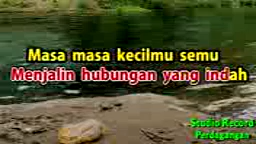 Masa masa kecilmu semu
Menjalin hubungan yang indah
Studio Record
Perdagangan